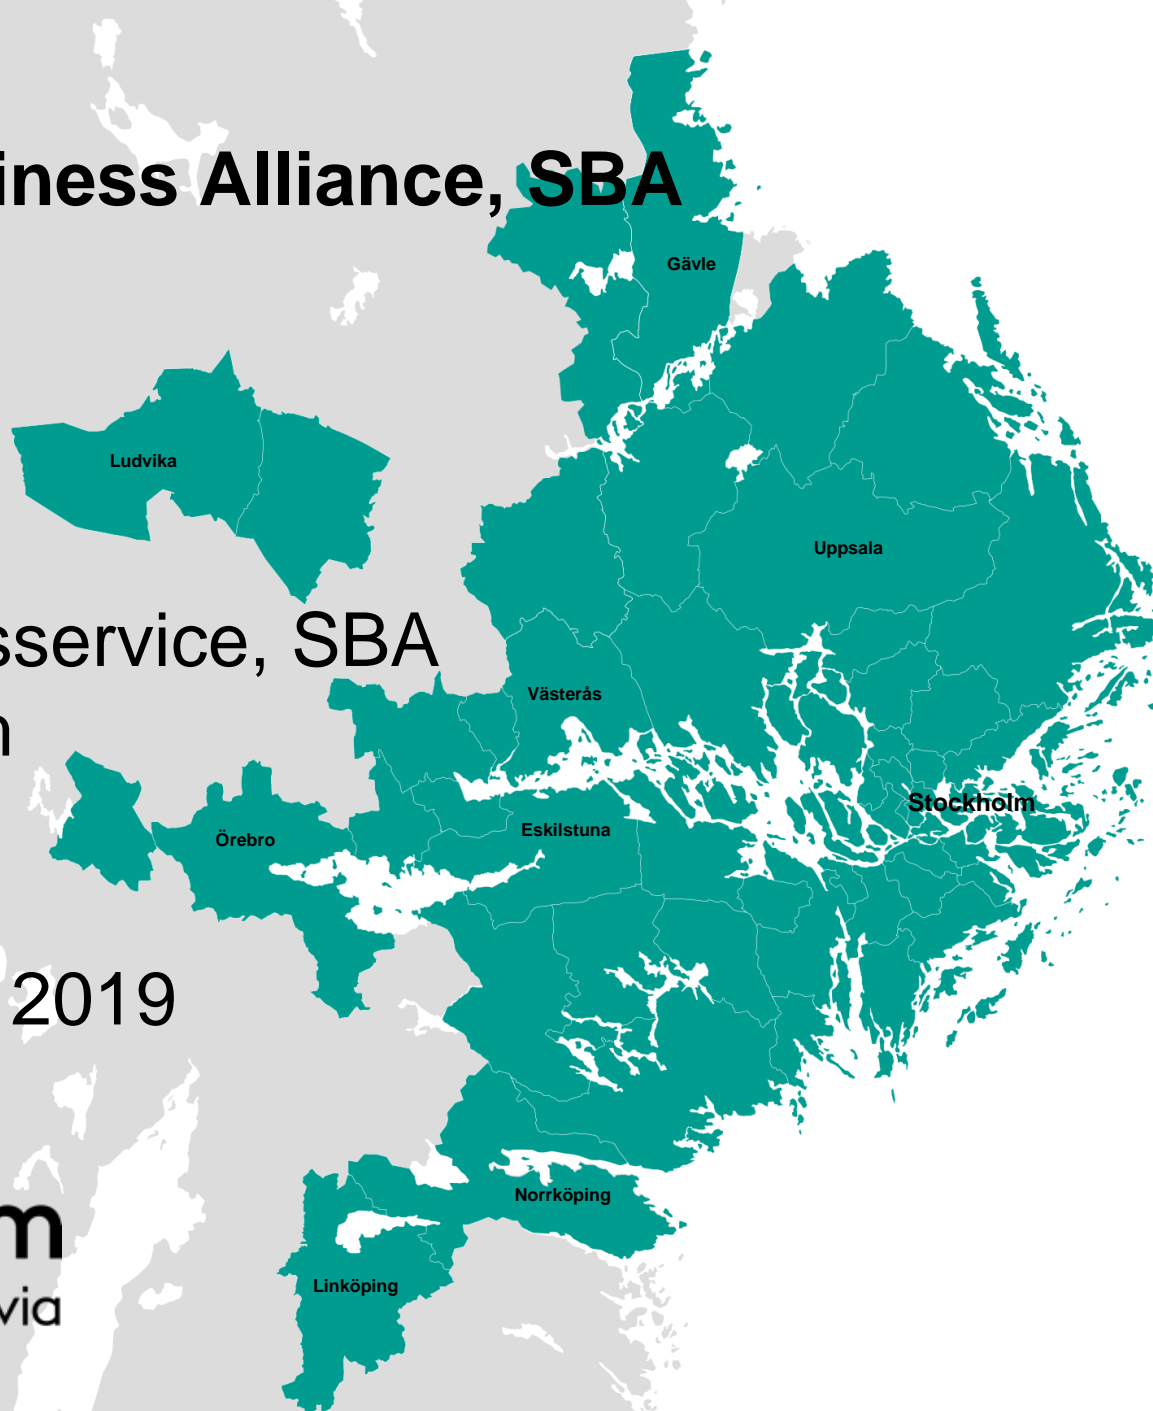 iness Alliance, SBA
Gävle
Ludvika
Uppsala
sservice, SBA
Västerås
n
Stockholm
Eskilstuna
Örebro
2019
Norrköping
m
via
Linköping